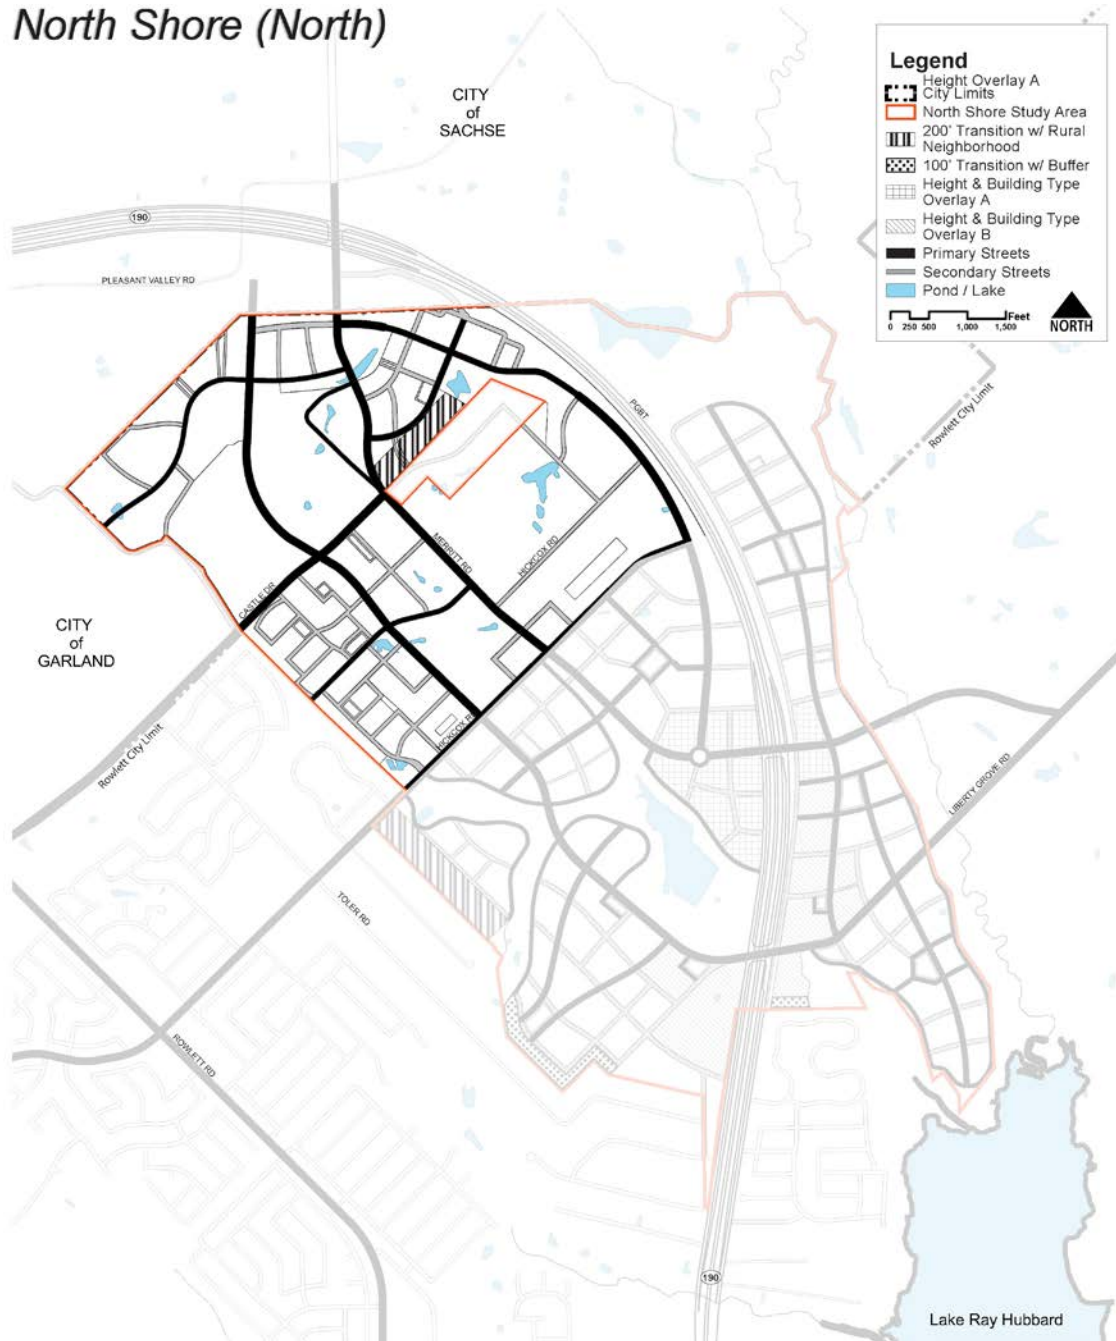 North Shore (North)
Legend
Height Overlay A
City Limits
North Shore Study Area
200' Transition w/ Rural
Neighborhood
100' Transition w/ Buffer
Height & Building Type
Overlay A
Height & Building Type
Overlay B
Primary Streets
Secondary Streets
Pond / Lake
Feet
0 250 500 1,000 1,500
NORTH
CITY
of
SACHSE
190
PLEASANT VALLEY RD
PGBT
Rowlett City Limit
MERRITT RD
HICKCOX RD
CASTLE DR
CITY
of
GARLAND
HICKCOX RD
Rowlett City Limit
LIBERTY GROVE RD
TOLER RD
ROWLETT RD
190
Lake Ray Hubbard